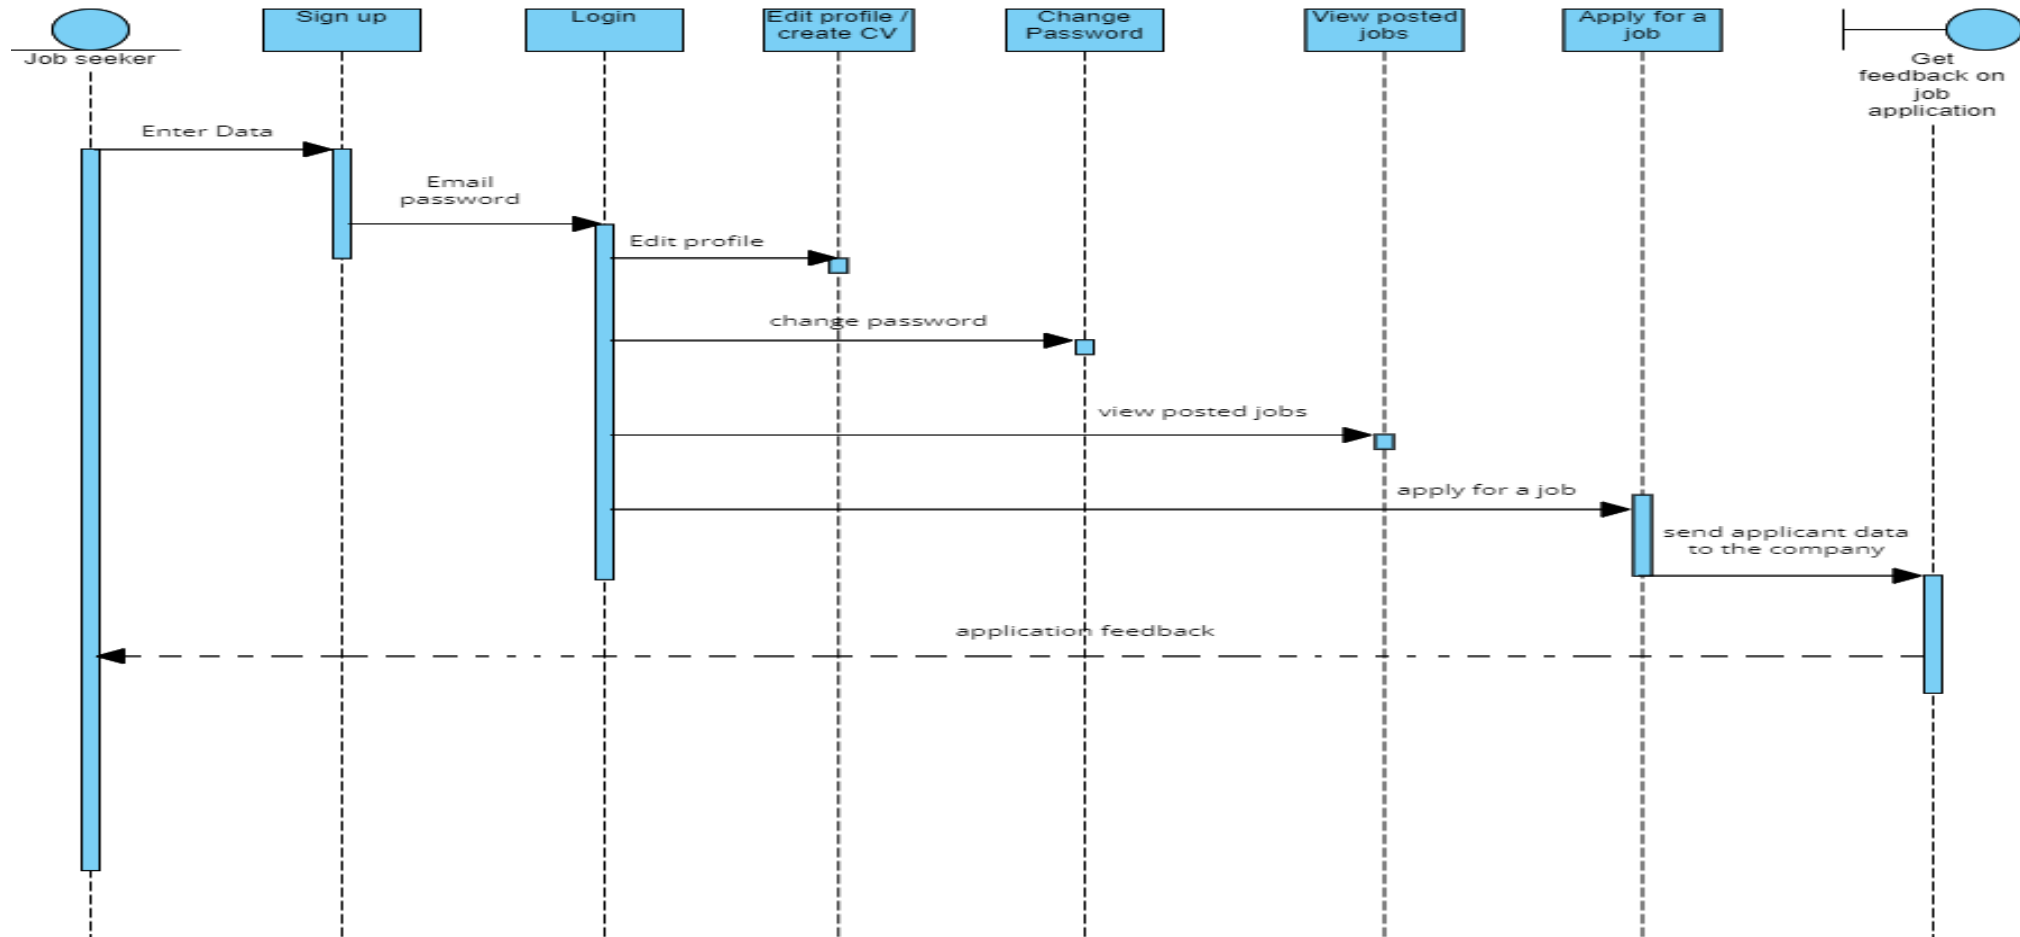 Sign up
Login
Edit profile /
create CV
Change
Password
View posted
jobs
Apply for a
job
Job seeker
Get
feedback on
job
application
Enter Data
Email
password
Edit profile
change password
view posted jobs
apply for a job
send applicant data
to the company
application feedback